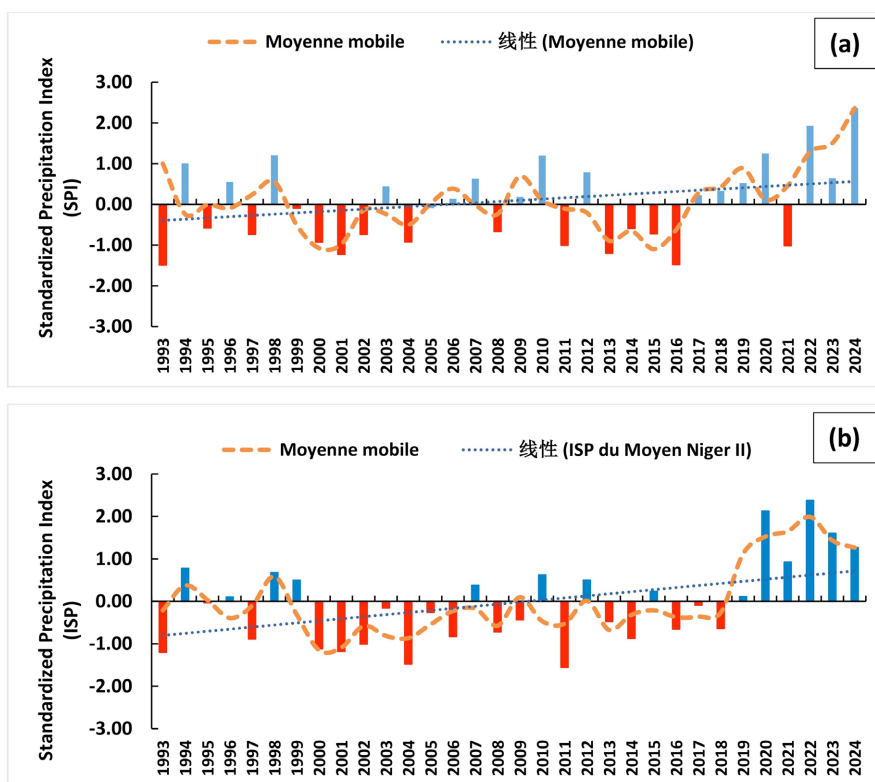 Moyenne mobile 线性 (Moyenne mobile) (a)
Standardized Precipitation Index
(SPI)
3.00
2.00
1.00
0.00
-1.00
-2.00
-3.00
1993 1994 1995 1996 1997 1998 1999 2000 2001 2002 2003 2004 2005 2006 2007 2008 2009 2010 2011 2012 2013 2014 2015 2016 2017 2018 2019 2020 2021 2022 2023 2024
Moyenne mobile 线性 (ISP du Moyen Niger II) (b)
Standardized Precipitation Index
(ISP)
3.00
2.00
1.00
0.00
-1.00
-2.00
-3.00
1993 1994 1995 1996 1997 1998 1999 2000 2001 2002 2003 2004 2005 2006 2007 2008 2009 2010 2011 2012 2013 2014 2015 2016 2017 2018 2019 2020 2021 2022 2023 2024